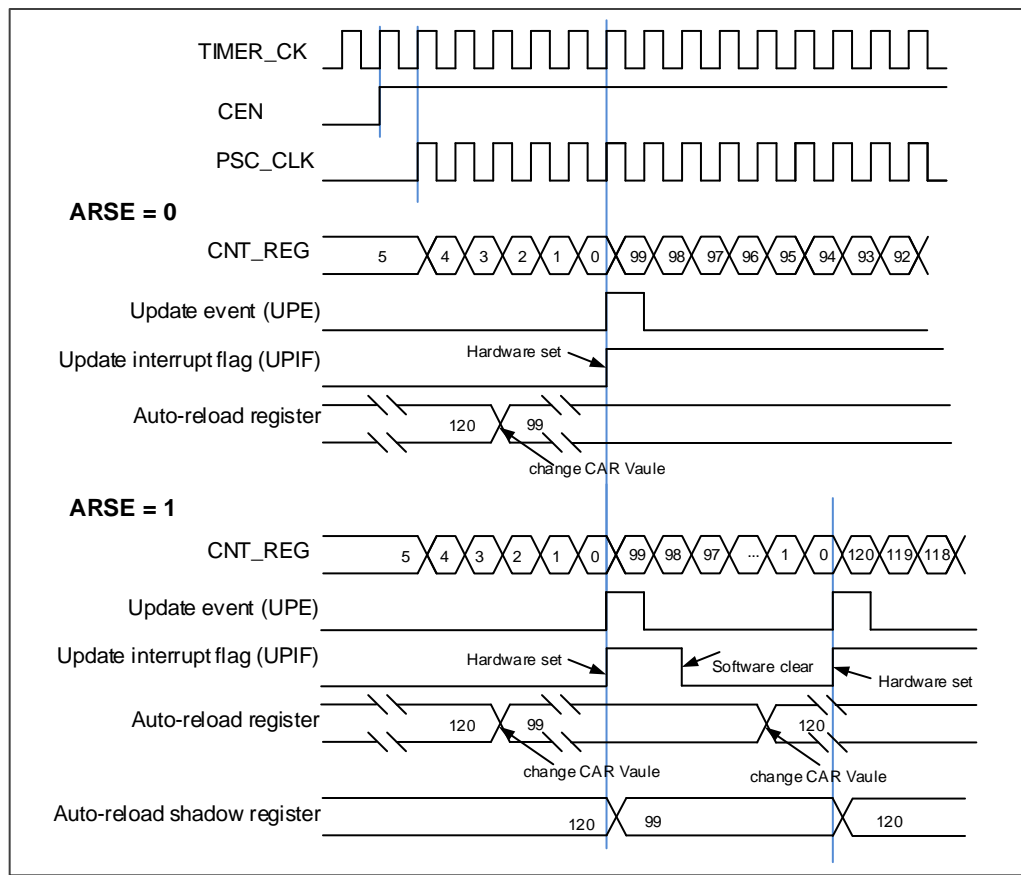 TIMER_CK
CEN
PSC_CLK
ARSE = 0
CNT_REG 5 4 3 2 1 0 99 98 97 96 95 94 93 92
Update event (UPE)
Update interrupt flag (UPIF) Hardware set
Auto-reload register 120 99
change CAR Vaule
ARSE = 1
CNT_REG 5 4 3 2 1 0 99 98 97 ... 1 0 120 119 118
Update event (UPE)
Update interrupt flag (UPIF) Hardware set Software clear Hardware set
Auto-reload register 120 99 120
change CAR Vaule change CAR Vaule
Auto-reload shadow register 120 99 120